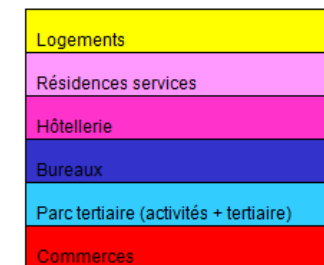 Logements
Résidences services
Hôtellerie
Bureaux
Parc tertiaire (activités + tertiaire)
Commerces